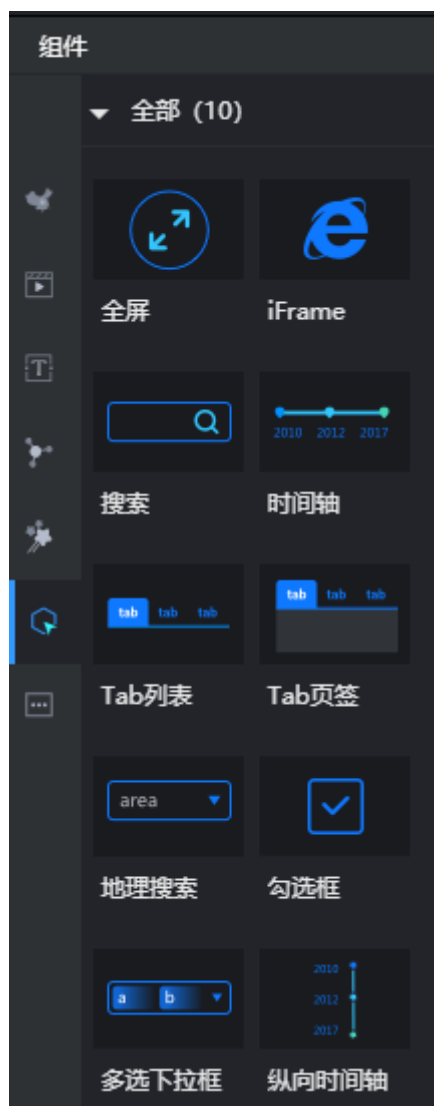 组件
全部 (10)
T
全屏
iFrame
2010 2012 2017
搜索
时间轴
tab tab tab
tab tab tab
Tab列表
Tab页签
area
地理搜索
勾选框
a b
2010
2012
2017
多选下拉框
纵向时间轴